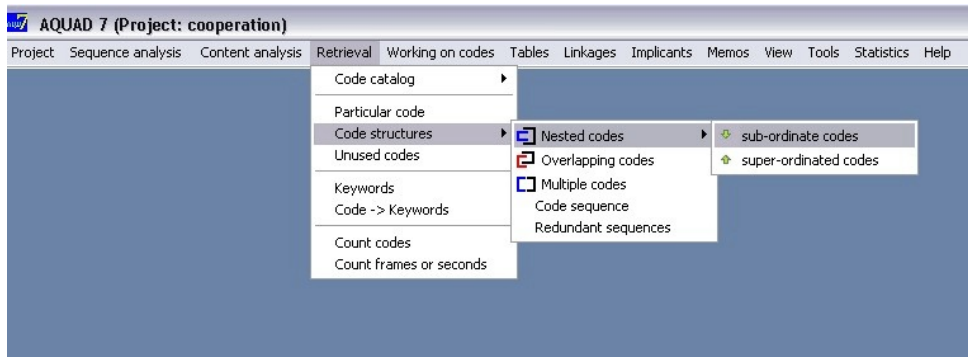 AQUAD 7 (Project: cooperation)
Project Sequence analysis Content analysis Retrieval Working on codes Tables Linkages Implicants Memos View Tools Statistics Help
Code catalog
Particular code
Code structures
Unused codes
Keywords
Code -> Keywords
Count codes
Count frames or seconds
Nested codes
Overlapping codes
Multiple codes
Code sequence
Redundant sequences
sub-ordinate codes
super-ordinated codes